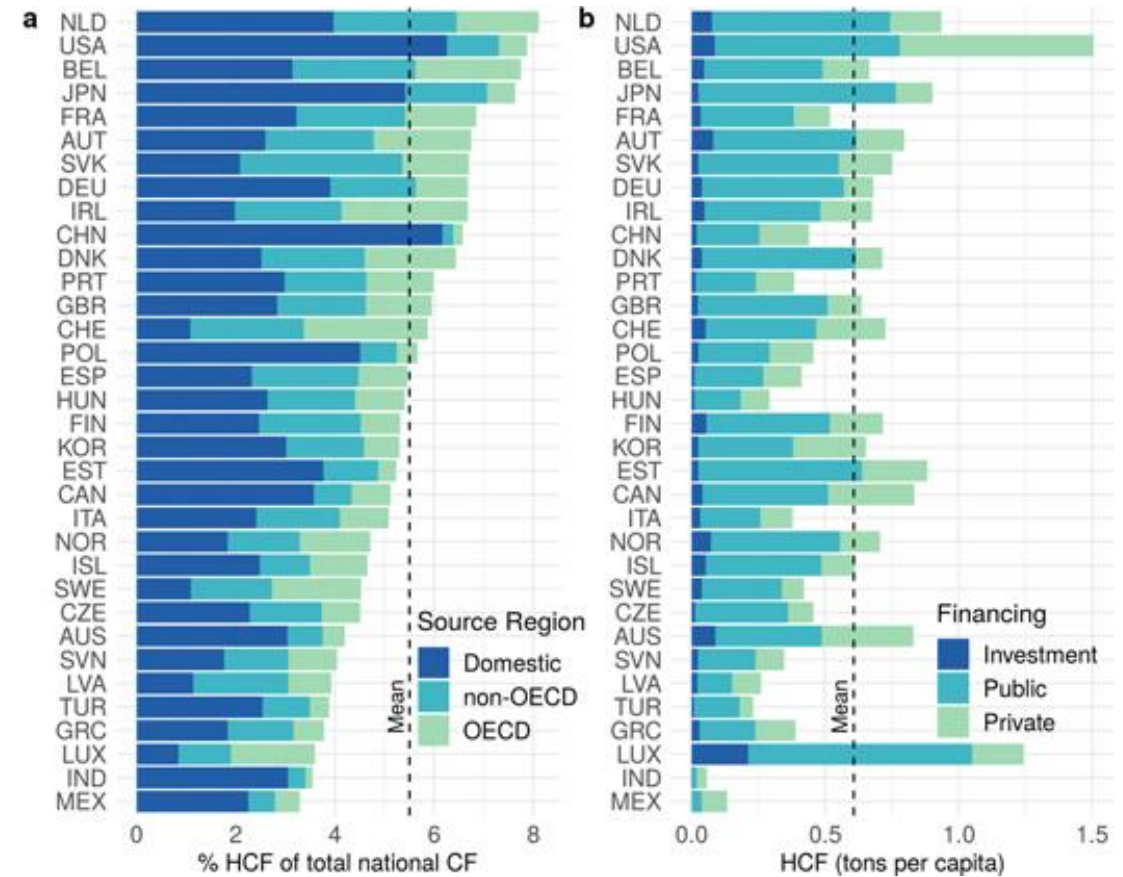 a
NLD
USA
BEL
JPN
FRA
AUT
SVK
DEU
IRL
CHN
DNK
PRT
GBR
CHE
POL
ESP
HUN
FIN
KOR
EST
CAN
ITA
NOR
ISL
SWE
CZE
AUS
SVN
LVA
TUR
GRC
LUX
IND
MEX
Mean
Source Region
Domestic
non-OECD
OECD
0 2 4 6 8
% HCF of total national CF
b
NLD
USA
BEL
JPN
FRA
AUT
SVK
DEU
IRL
CHN
DNK
PRT
GBR
CHE
POL
ESP
HUN
FIN
KOR
EST
CAN
ITA
NOR
ISL
SWE
CZE
AUS
SVN
LVA
TUR
GRC
LUX
IND
MEX
Mean
Financing
Investment
Public
Private
0.0 0.5 1.0 1.5
HCF (tons per capita)